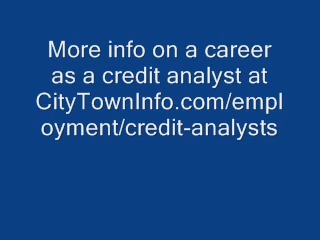 More info on a career
as a credit analyst at
CityTownInfo.com/empl
oyment/credit-analysts